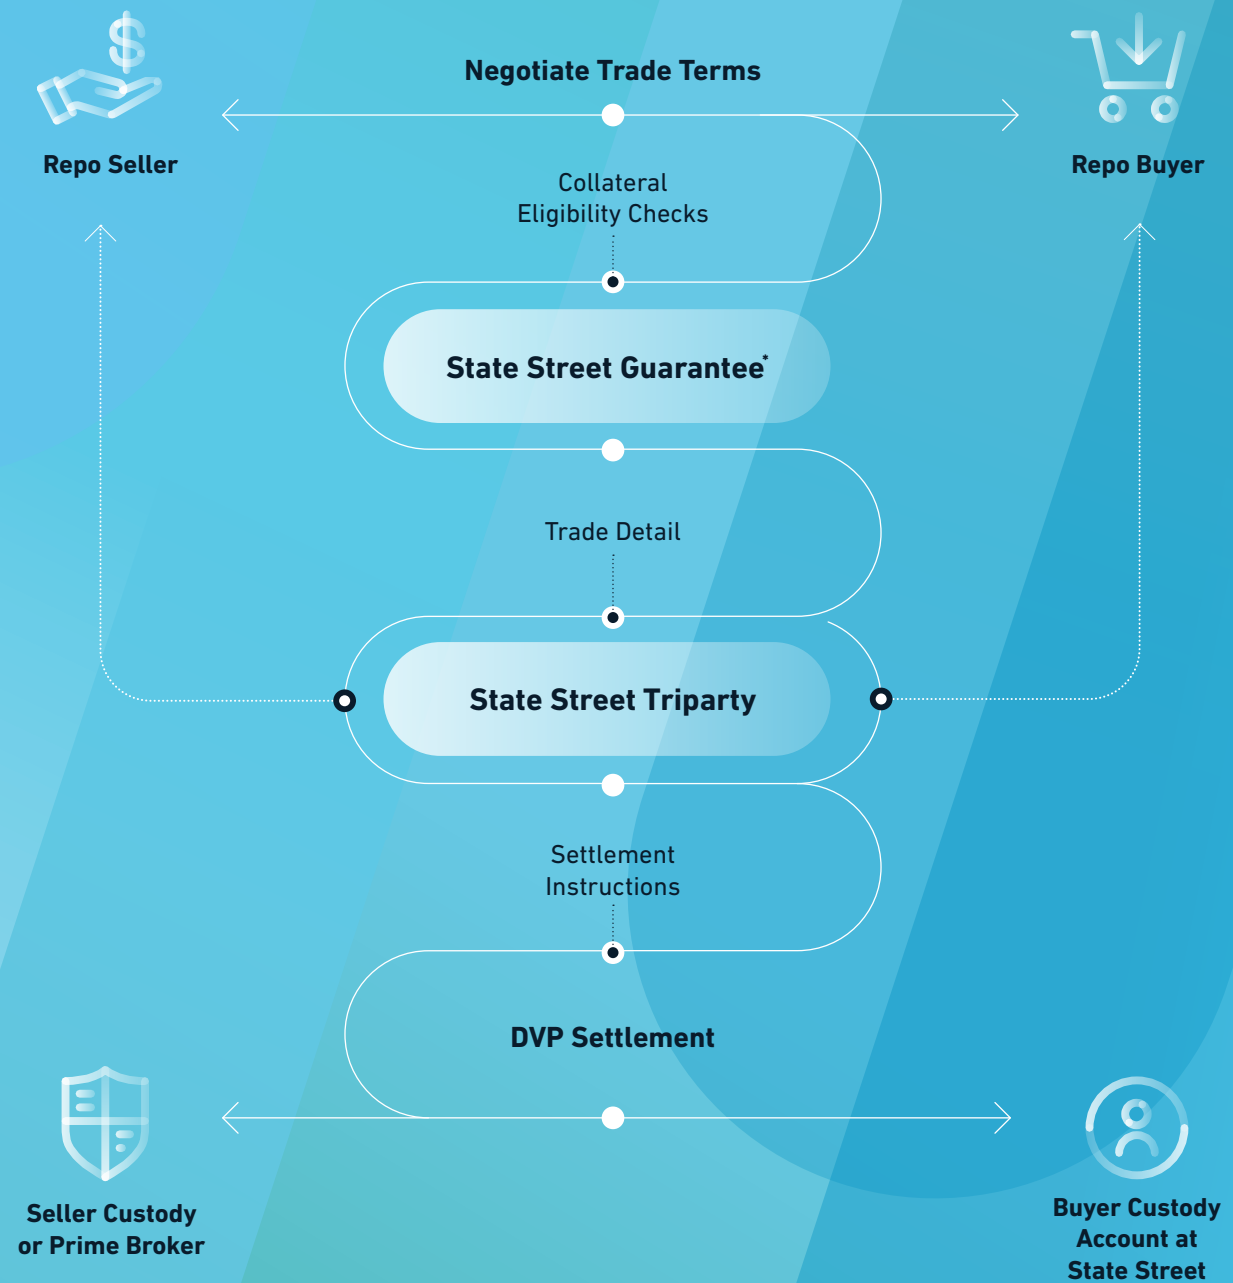 Negotiate Trade Terms
Repo Seller
Repo Buyer
Collateral
Eligibility Checks
State Street Guarantee*
Trade Detail
State Street Triparty
Settlement
Instructions
DVP Settlement
Seller Custody
or Prime Broker
Buyer Custody
Account at
State Street